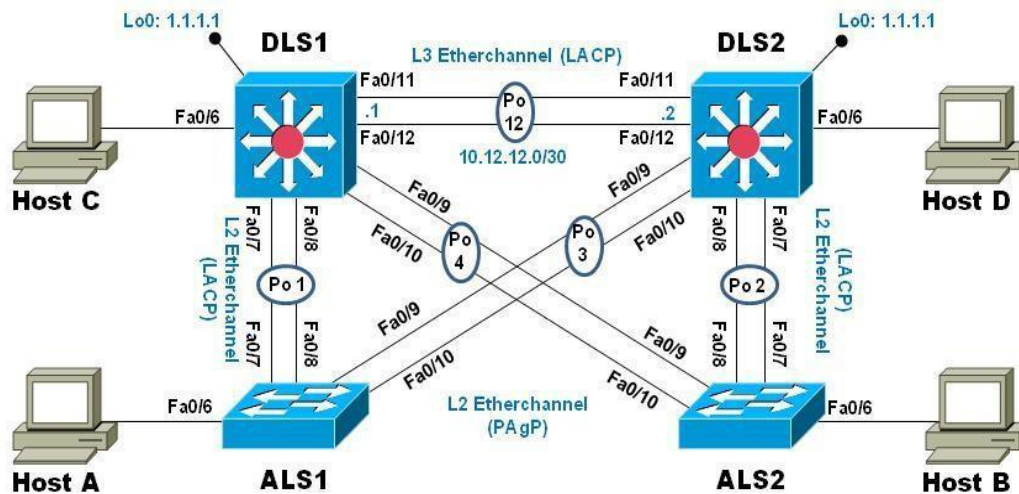 Lo0: 1.1.1.1
Lo0: 1.1.1.1
DLS1
DLS2
L3 Etherchannel (LACP)
Fa0/11
Fa0/11
Fa0/6
.1
Po
12
.2
Fa0/6
Fa0/12
Fa0/12
10.12.12.0/30
Host C
Host D
Fa0/9
Fa0/9
Fa0/10
Fa0/10
Fa0/7
Fa0/8
Fa0/8
Fa0/7
L2 Etherchannel
(LACP)
Po
4
Po
3
L2 Etherchannel
(LACP)
Po 1
Po 2
Fa0/9
Fa0/9
Fa0/10
Fa0/10
Fa0/7
Fa0/8
Fa0/8
Fa0/7
L2 Etherchannel
(PAgP)
Fa0/6
Fa0/6
Host A
ALS1
ALS2
Host B